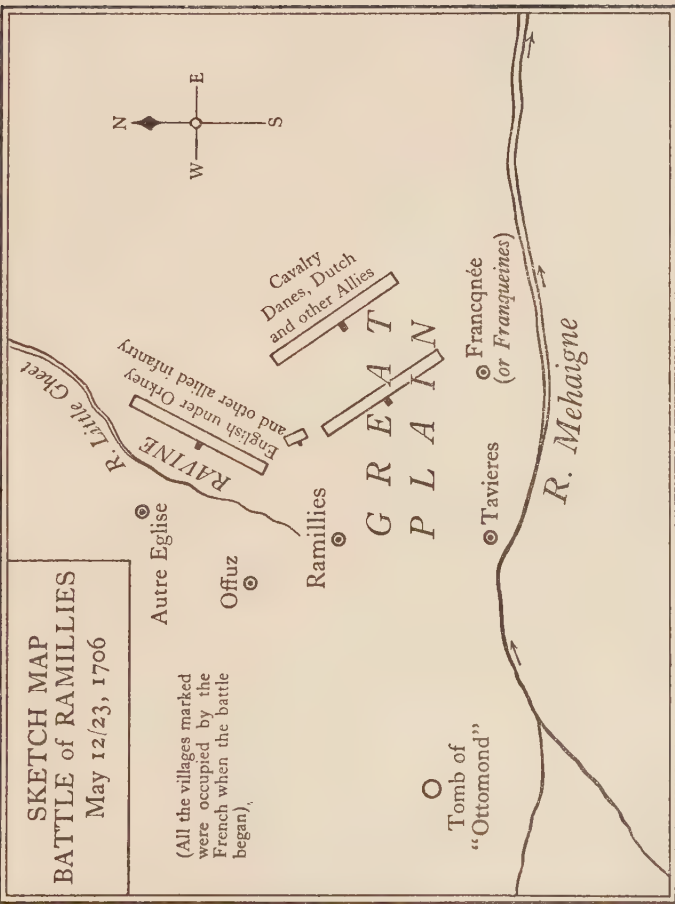 SKETCH MAP
BATTLE of RAMILLIES
May 12/23, 1706
(All the villages marked
were occupied by the
French when the battle
began)
R. Little Gheet
RAVINE
English under Orkney
and other allied infantry
Cavalry
Danes, Dutch
and other Allies
N
W
E
S
Autre Eglise
Offuz
Ramillies
GREAT
PLAIN
Tavieres
Francqnée
(or Franqueines)
R. Mehaigne
Tomb of
"Ottomond"